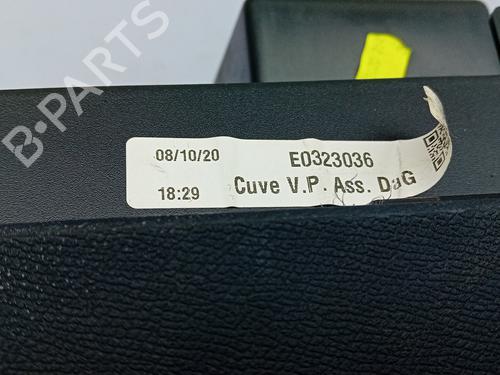 B-PARTS
08/10/20 E0323036
18:29 Cuve V.P. Ass. DaG